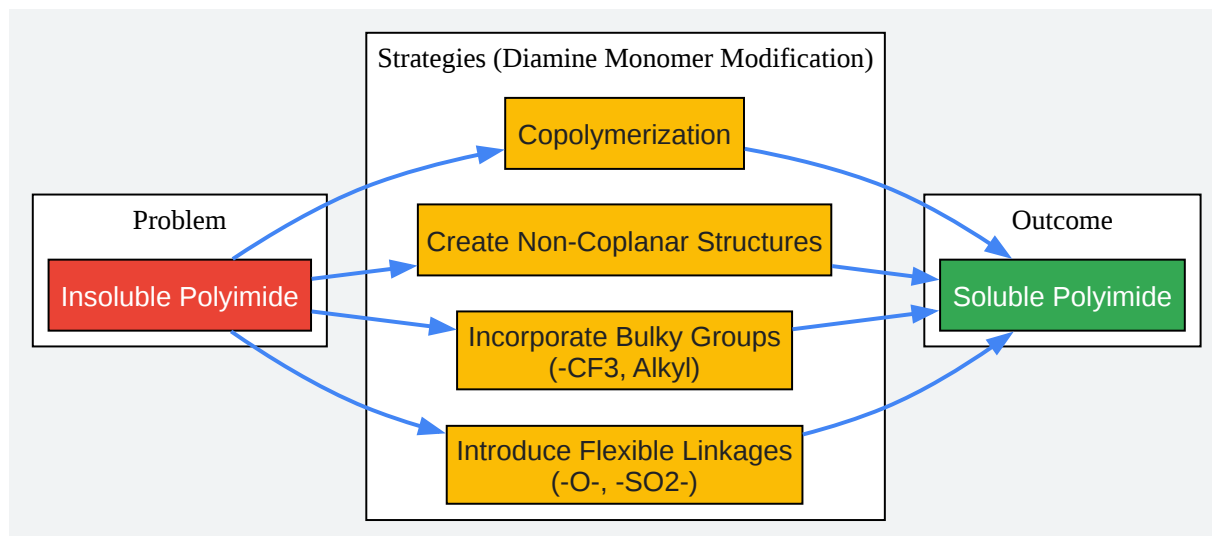 Strategies (Diamine Monomer Modification)
Copolymerization
Problem
Outcome
Create Non-Coplanar Structures
Insoluble Polyimide
Soluble Polyimide
Incorporate Bulky Groups
(-CF3, Alkyl)
Introduce Flexible Linkages
(-O-, -SO2-)